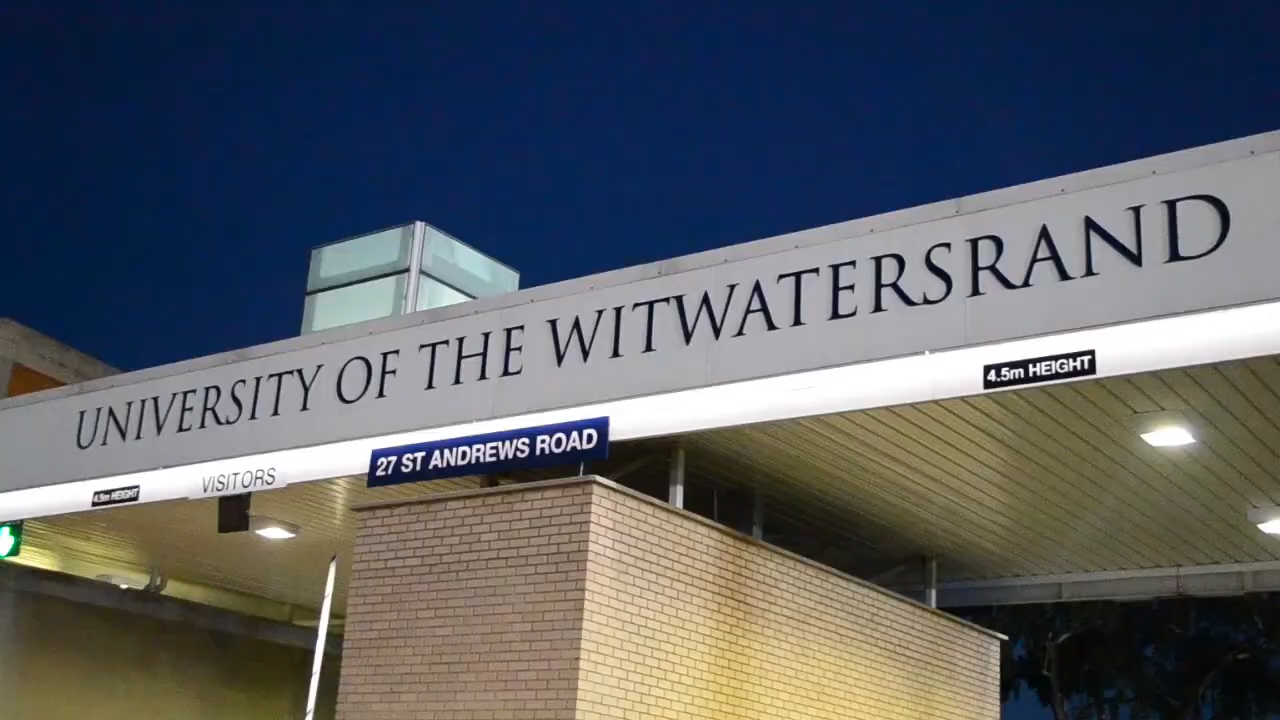 UNIVERSITY OF THE WITWATERSRAND
4.5m HEIGHT
4.5m HEIGHT
VISITORS
27 ST ANDREWS ROAD